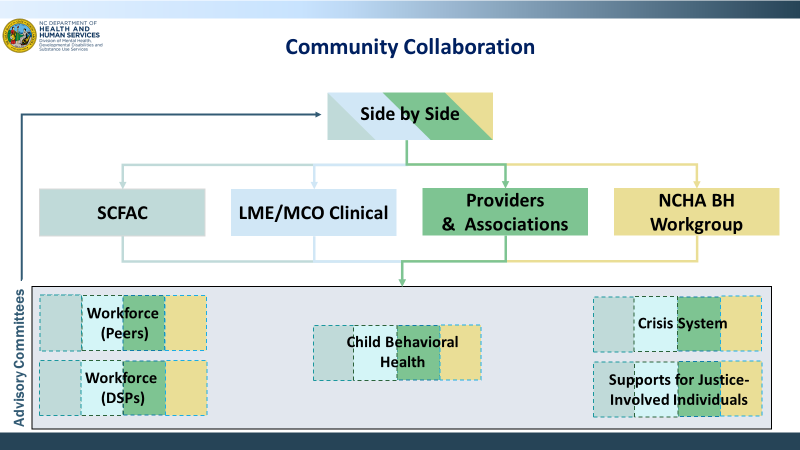 NC DEPARTMENT OF
HEALTH AND
HUMAN SERVICES
Division of Mental Health,
Developmental Disabilities and
Substance Use Services
Community Collaboration
Side by Side
SCFAC
LME/MCO Clinical
Providers
& Associations
NCHA BH
Workgroup
Advisory Committees
Workforce
(Peers)
Workforce
(DSPs)
Child Behavioral
Health
Crisis System
Supports for Justice-
Involved Individuals